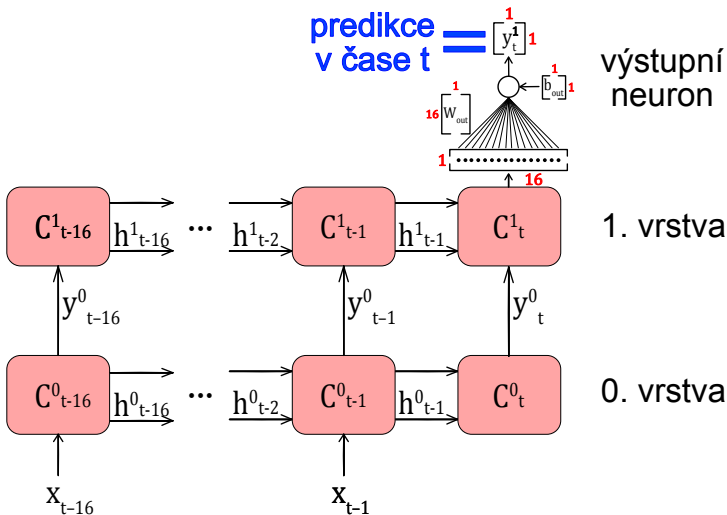 predikce
v čase t
1
y¹ₜ 1
výstupní
neuron
1
16 W_out
1
b_out 1
1
16
C¹ₜ₋₁₆
h¹ₜ₋₁₆
...
h¹ₜ₋₂
C¹ₜ₋₁
h¹ₜ₋₁
C¹ₜ
1. vrstva
y⁰ₜ₋₁₆
y⁰ₜ₋₁
y⁰ₜ
C⁰ₜ₋₁₆
h⁰ₜ₋₁₆
...
h⁰ₜ₋₂
C⁰ₜ₋₁
h⁰ₜ₋₁
C⁰ₜ
0. vrstva
xₜ₋₁₆
xₜ₋₁